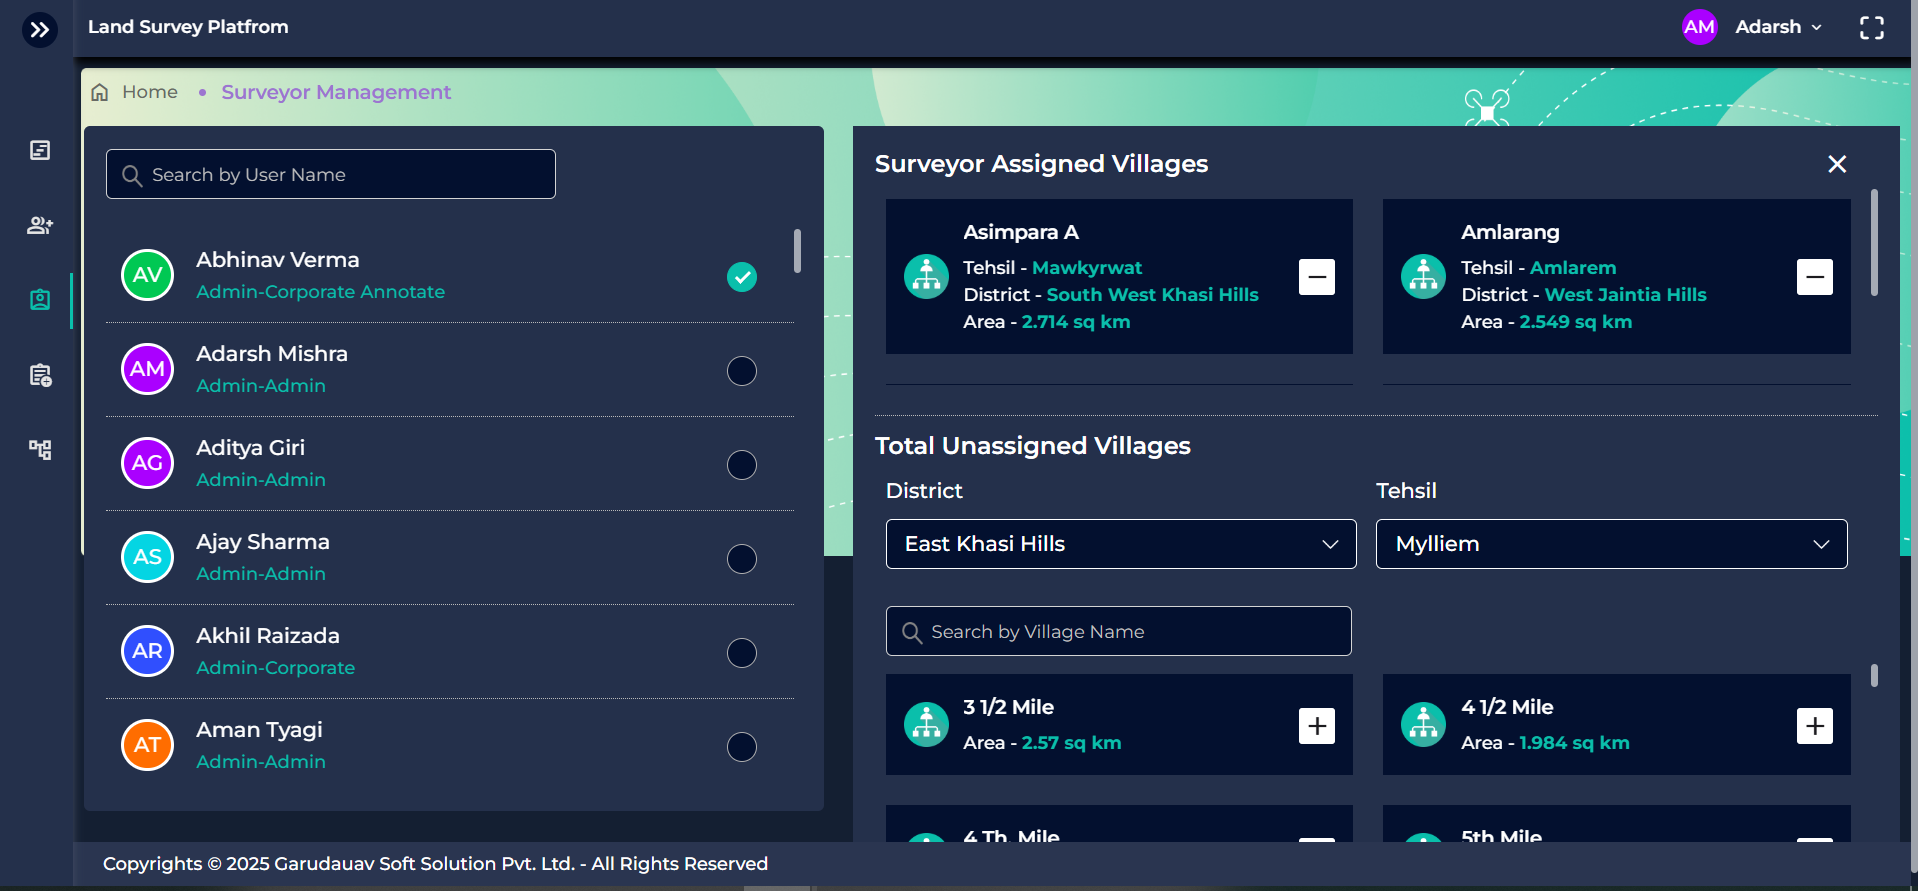 Land Survey Platfrom
AM Adarsh
Home • Surveyor Management
Search by User Name
AV
Abhinav Verma
Admin-Corporate Annotate
AM
Adarsh Mishra
Admin-Admin
AG
Aditya Giri
Admin-Admin
AS
Ajay Sharma
Admin-Admin
AR
Akhil Raizada
Admin-Corporate
AT
Aman Tyagi
Admin-Admin
Surveyor Assigned Villages
Asimpara A
Tehsil - Mawkyrwat
District - South West Khasi Hills
Area - 2.714 sq km
Amlarang
Tehsil - Amlarem
District - West Jaintia Hills
Area - 2.549 sq km
Total Unassigned Villages
District
East Khasi Hills
Tehsil
Mylliem
Search by Village Name
3 1/2 Mile
Area - 2.57 sq km
4 1/2 Mile
Area - 1.984 sq km
4 Th. Mile
5th Mile
Copyrights © 2025 Garudauav Soft Solution Pvt. Ltd. - All Rights Reserved